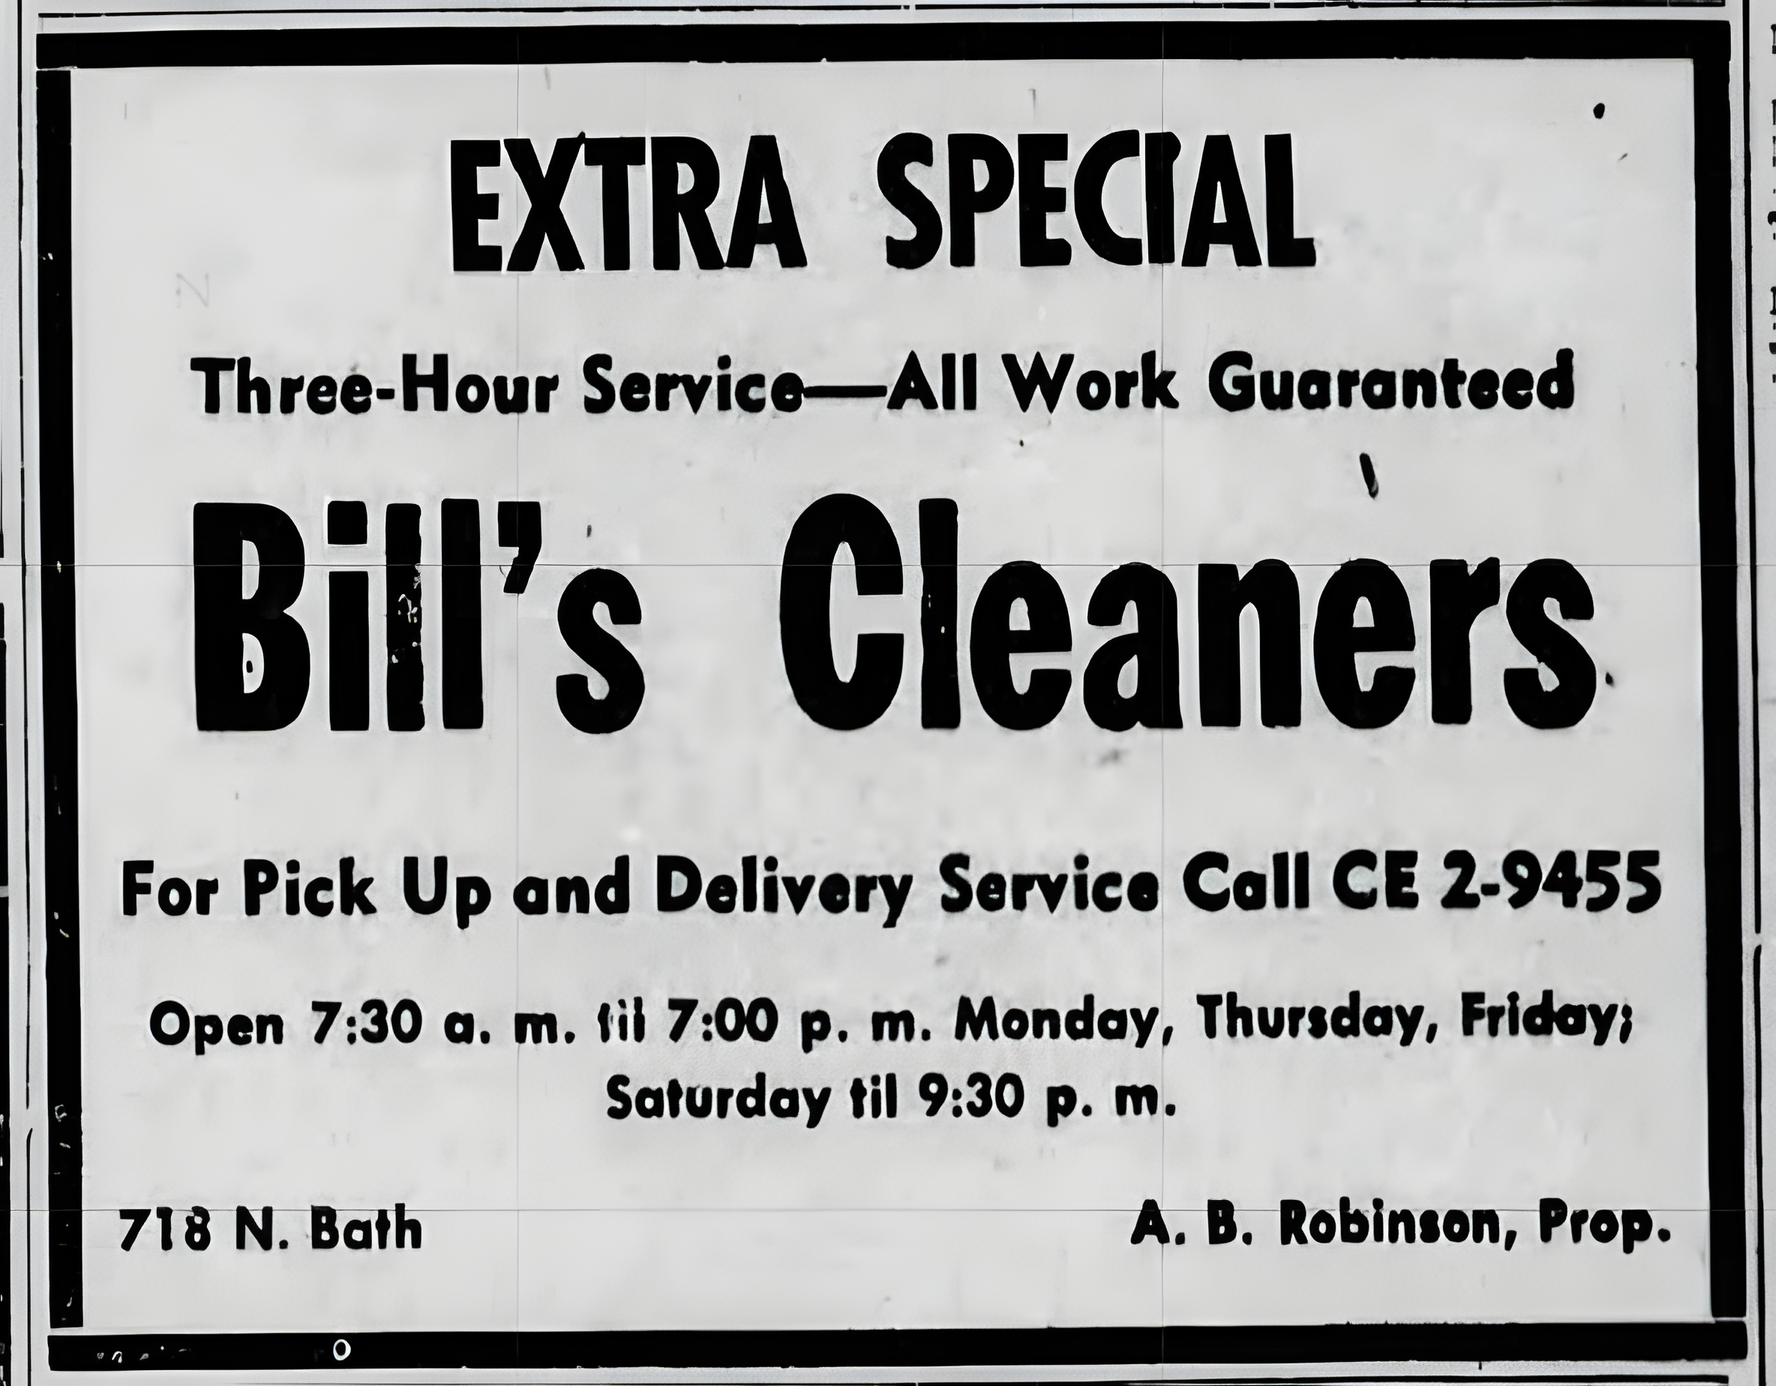 EXTRA SPECIAL
Three-Hour Service—All Work Guaranteed
Bill's Cleaners
For Pick Up and Delivery Service Call CE 2-9455
Open 7:30 a. m. til 7:00 p. m. Monday, Thursday, Friday;
Saturday til 9:30 p. m.
718 N. Bath
A. B. Robinson, Prop.